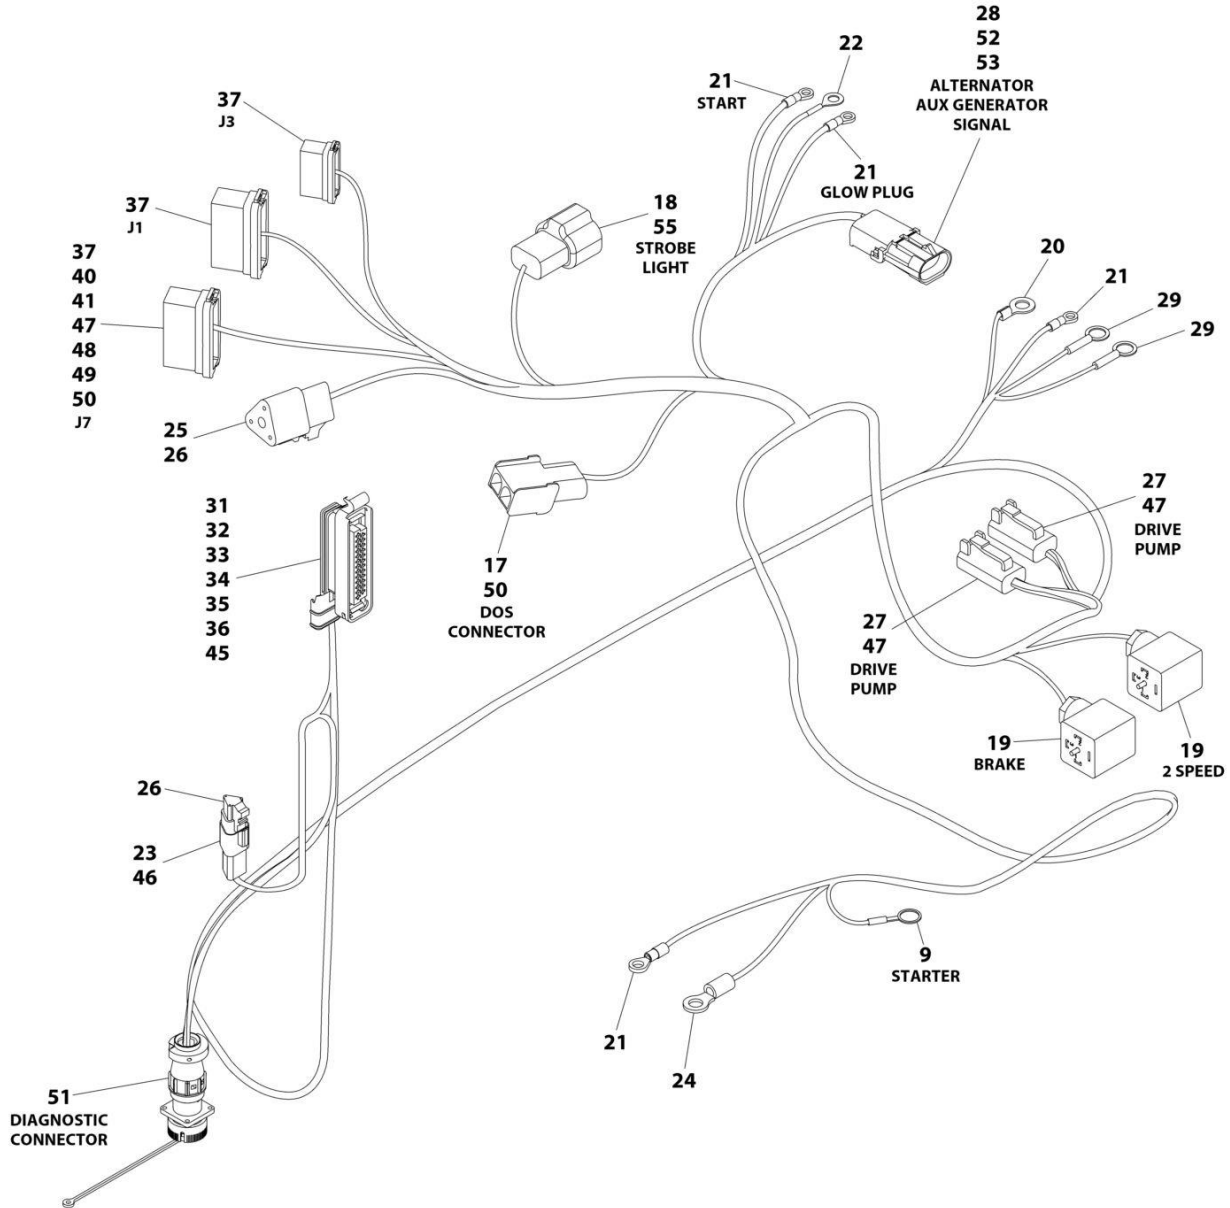 28
52
53
ALTERNATOR
AUX GENERATOR
SIGNAL
22
21
START
37
J3
21
GLOW PLUG
37
J1
18
55
STROBE
LIGHT
37
40
41
47
48
49
50
J7
20
21
29
29
25
26
27
47
DRIVE
PUMP
31
32
33
34
35
36
45
17
50
DOS
CONNECTOR
27
47
DRIVE
PUMP
19
BRAKE
19
2 SPEED
26
23
46
9
STARTER
21
24
51
DIAGNOSTIC
CONNECTOR